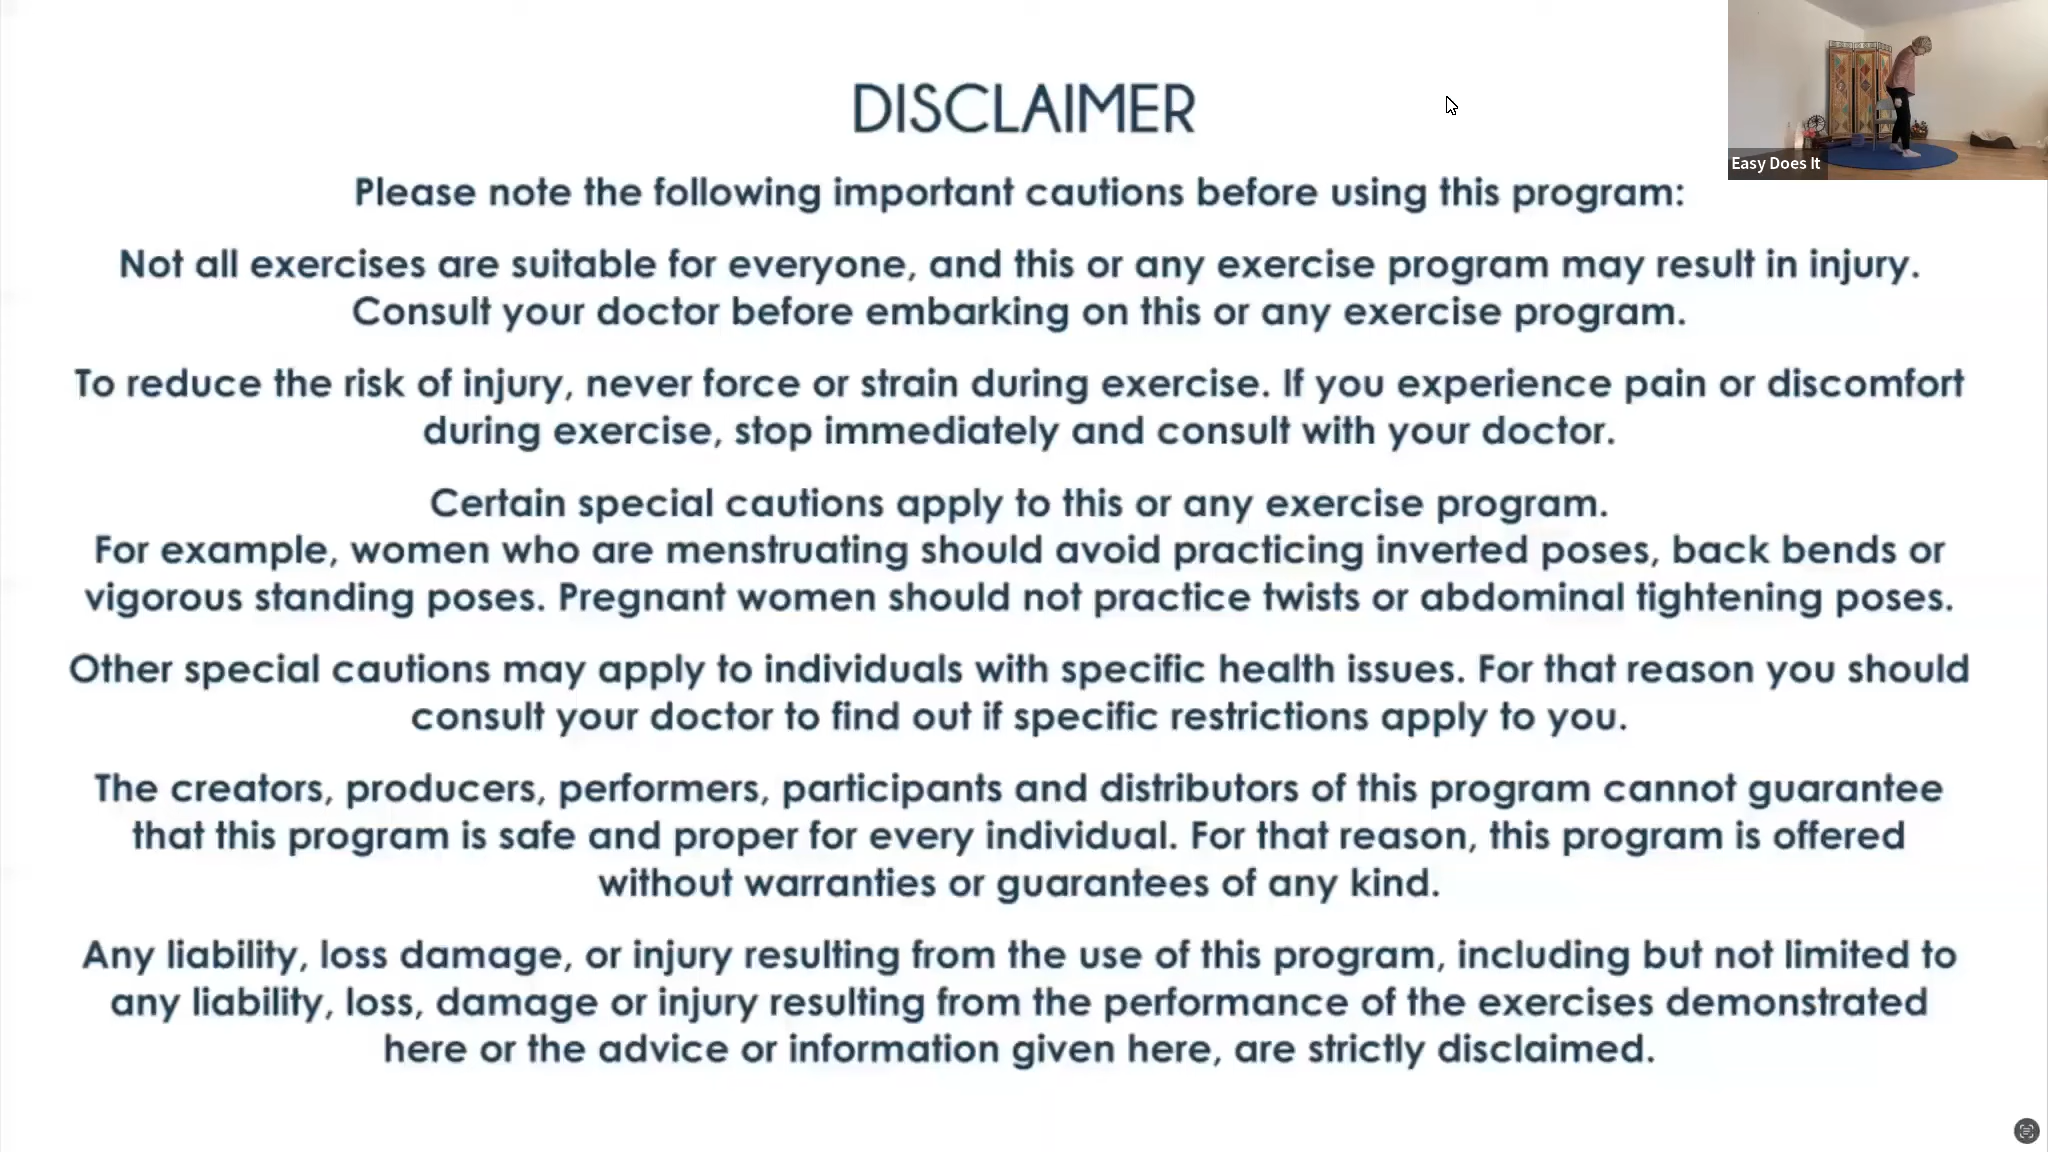 DISCLAIMER
Please note the following important cautions before using this program:
Not all exercises are suitable for everyone, and this or any exercise program may result in injury.
Consult your doctor before embarking on this or any exercise program.
To reduce the risk of injury, never force or strain during exercise. If you experience pain or discomfort
during exercise, stop immediately and consult with your doctor.
Certain special cautions apply to this or any exercise program.
For example, women who are menstruating should avoid practicing inverted poses, back bends or
vigorous standing poses. Pregnant women should not practice twists or abdominal tightening poses.
Other special cautions may apply to individuals with specific health issues. For that reason you should
consult your doctor to find out if specific restrictions apply to you.
The creators, producers, performers, participants and distributors of this program cannot guarantee
that this program is safe and proper for every individual. For that reason, this program is offered
without warranties or guarantees of any kind.
Any liability, loss damage, or injury resulting from the use of this program, including but not limited to
any liability, loss, damage or injury resulting from the performance of the exercises demonstrated
here or the advice or information given here, are strictly disclaimed.
Easy Does It